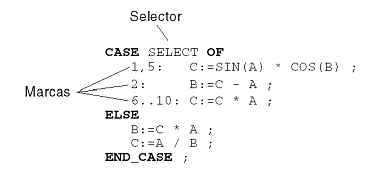 Selector
CASE SELECT OF
1,5: C:=SIN(A) * COS(B) ;
Marcas
2: B:=C - A ;
6..10: C:=C * A ;
ELSE
B:=C * A ;
C:=A / B ;
END_CASE ;